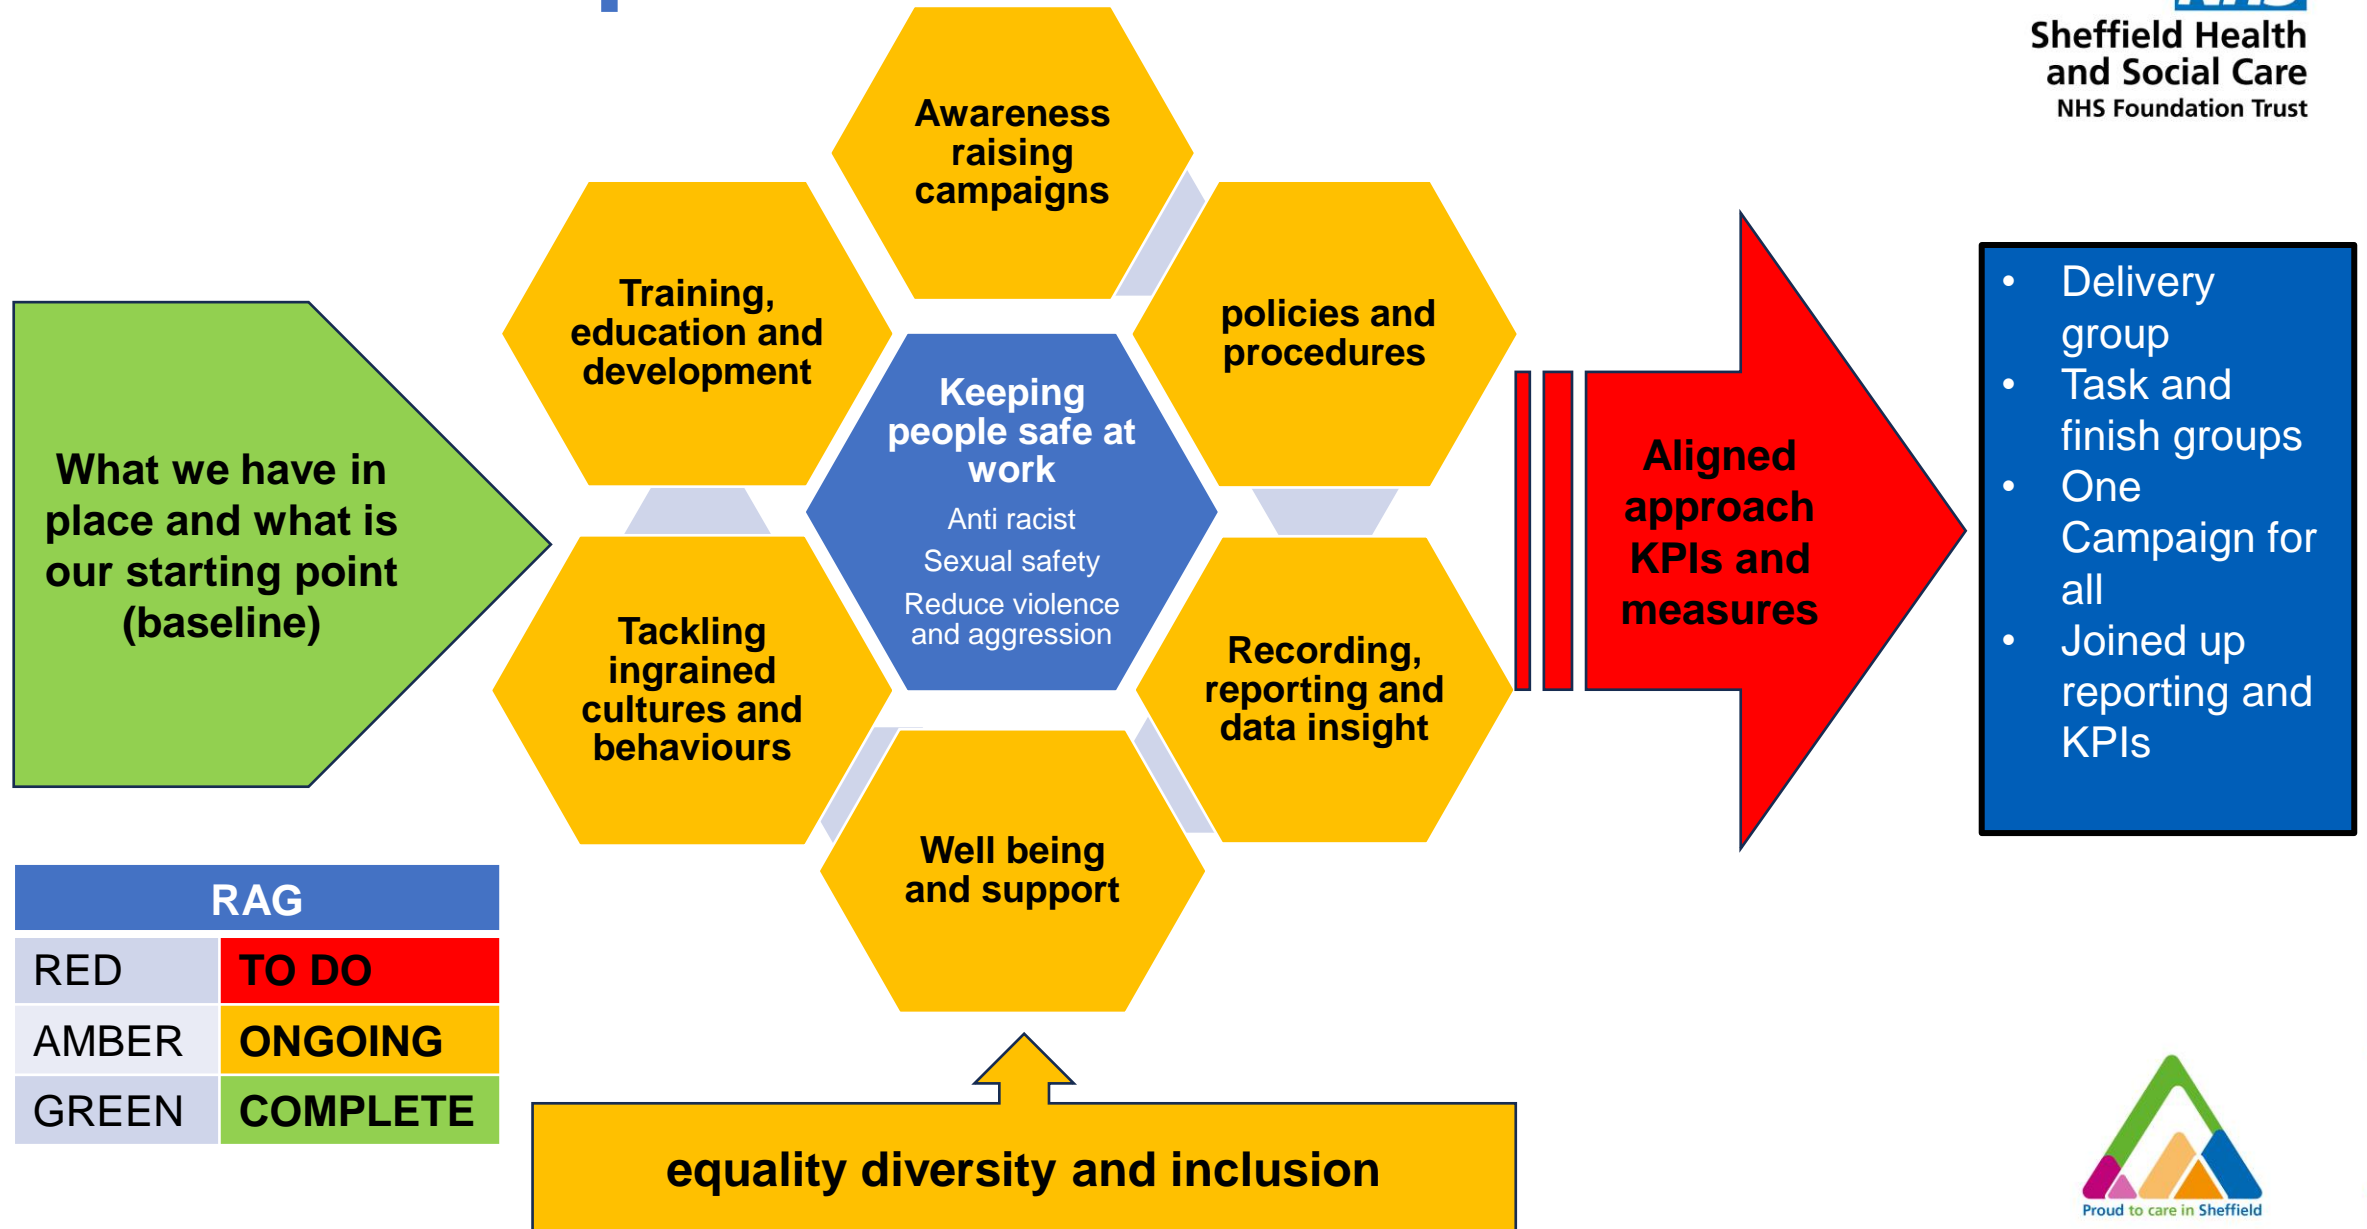 NHS
Sheffield Health
and Social Care
NHS Foundation Trust
Awareness
raising
campaigns
Training,
education and
development
policies and
procedures
Keeping
people safe at
work
Anti racist
Sexual safety
Reduce violence
and aggression
What we have in
place and what is
our starting point
(baseline)
Tackling
ingrained
cultures and
behaviours
Recording,
reporting and
data insight
Well being
and support
Aligned
approach
KPIs and
measures
• Delivery
group
• Task and
finish groups
• One
Campaign for
all
• Joined up
reporting and
KPIs
RAG
RED TO DO
AMBER ONGOING
GREEN COMPLETE
equality diversity and inclusion
Proud to care in Sheffield